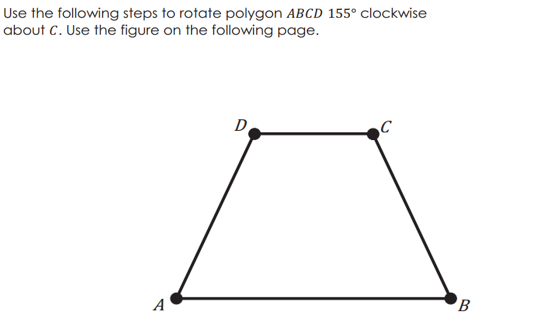 Use the following steps to rotate polygon ABCD 155° clockwise
about C. Use the figure on the following page.
D
C
A
B